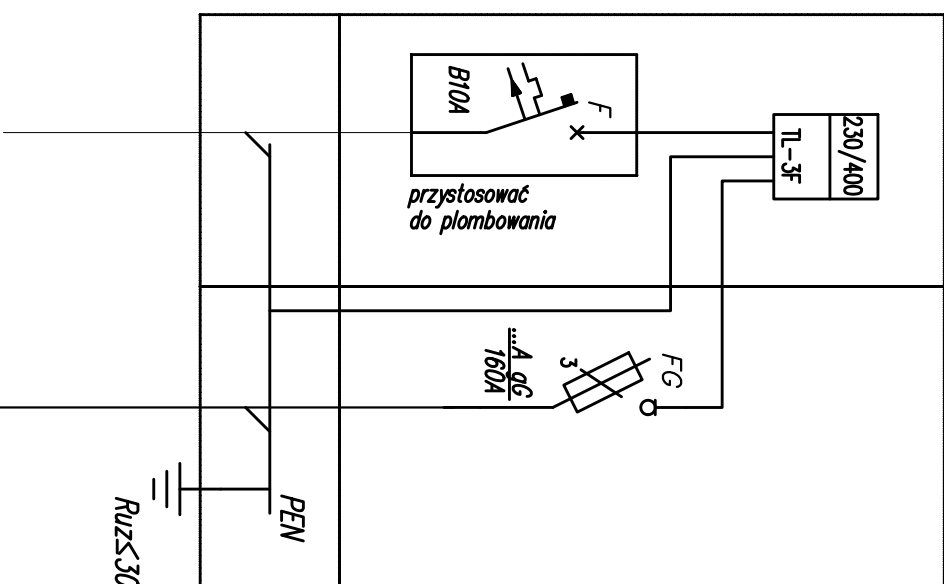 230/400
TL-3F
F
B10A
przystosować
do plombowania
FG
3
...A gG
160A
PEN
Ruz≤30